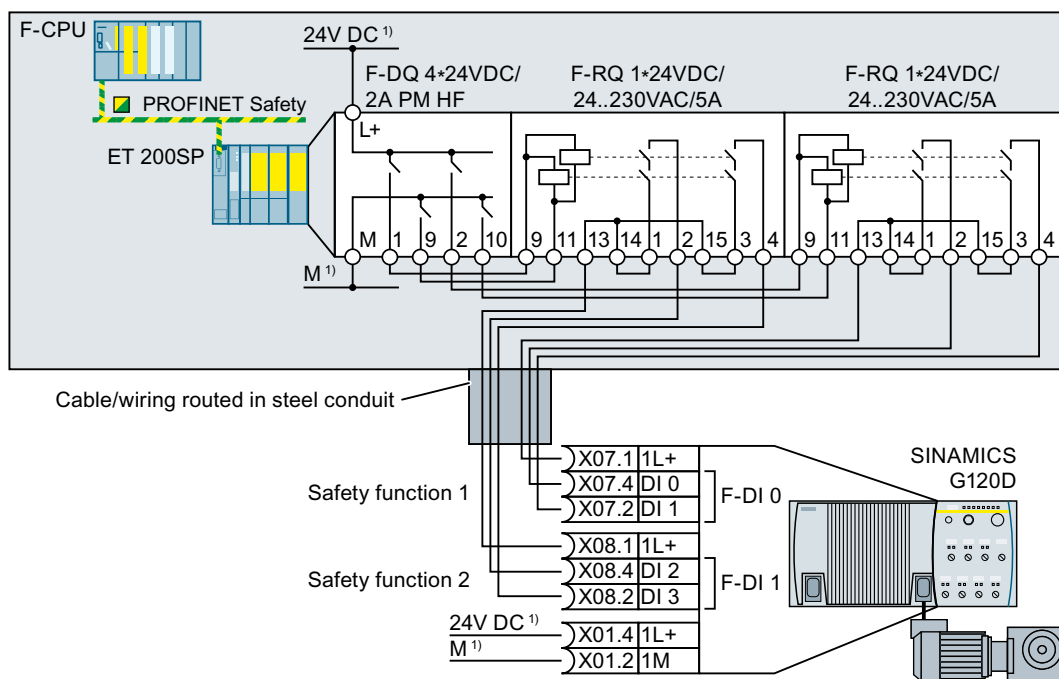 F-CPU
24V DC 1)
F-DQ 4*24VDC/
2A PM HF
F-RQ 1*24VDC/
24..230VAC/5A
F-RQ 1*24VDC/
24..230VAC/5A
PROFINET Safety
ET 200SP
L+
M 1 9 2 10 9 11 13 14 1 2 15 3 4 9 11 13 14 1 2 15 3 4
M 1)
Cable/wiring routed in steel conduit
SINAMICS
G120D
Safety function 1
X07.1 1L+
X07.4 DI 0
X07.2 DI 1
F-DI 0
Safety function 2
X08.1 1L+
X08.4 DI 2
X08.2 DI 3
F-DI 1
24V DC 1)
X01.4 1L+
M 1)
X01.2 1M